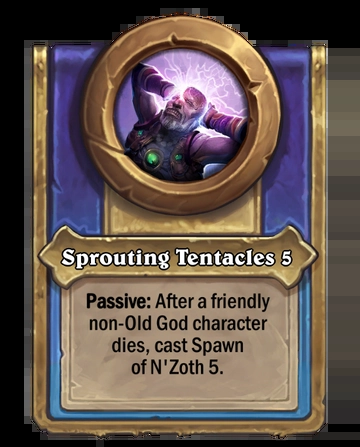 Sprouting Tentacles 5
Passive: After a friendly
non-Old God character
dies, cast Spawn
of N'Zoth 5.